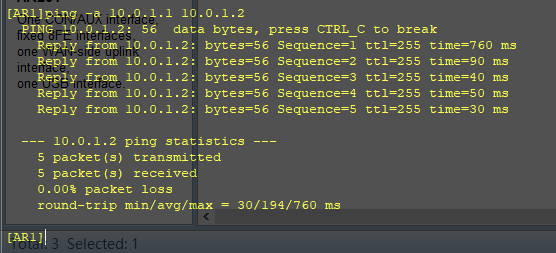 [AR1]ping -a 10.0.1.1 10.0.1.2
One CON/AUX interface.
PING 10.0.1.2: 56  data bytes, press CTRL_C to break
fixed 8FE interfaces
Reply from 10.0.1.2: bytes=56 Sequence=1 ttl=255 time=760 ms
one WAN-side uplink
Reply from 10.0.1.2: bytes=56 Sequence=2 ttl=255 time=90 ms
interface
Reply from 10.0.1.2: bytes=56 Sequence=3 ttl=255 time=40 ms
one USB interface.
Reply from 10.0.1.2: bytes=56 Sequence=4 ttl=255 time=50 ms
Reply from 10.0.1.2: bytes=56 Sequence=5 ttl=255 time=30 ms
--- 10.0.1.2 ping statistics ---
5 packet(s) transmitted
5 packet(s) received
0.00% packet loss
round-trip min/avg/max = 30/194/760 ms
[AR1]
Total: 3 Selected: 1